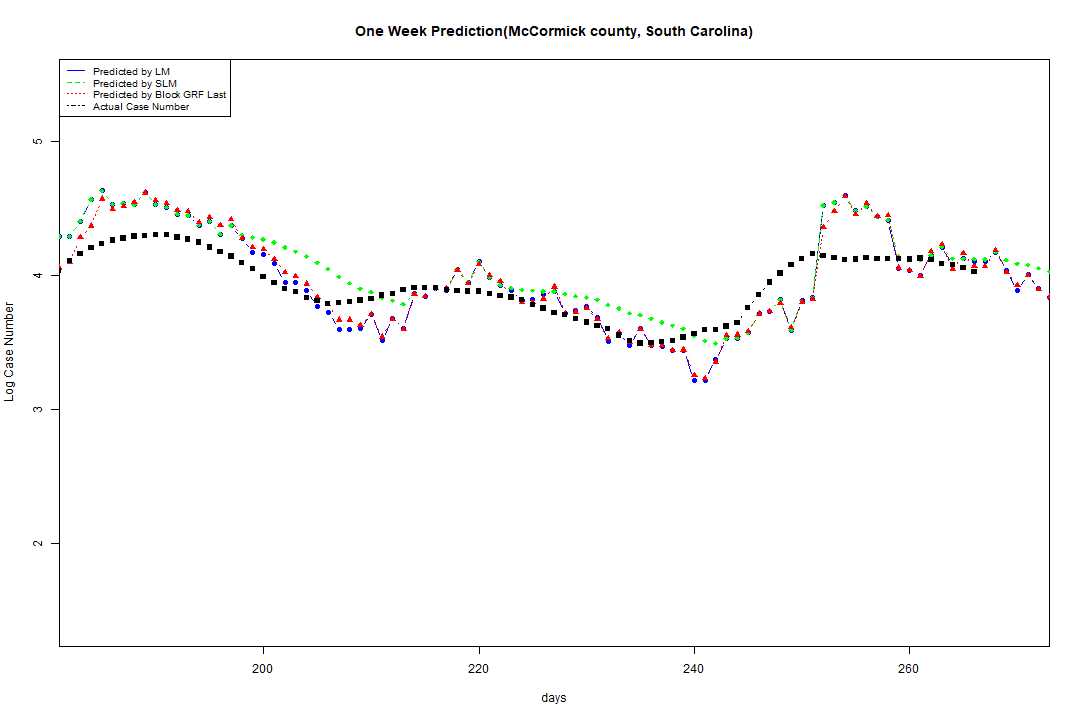 One Week Prediction(McCormick county, South Carolina)
Predicted by LM
Predicted by SLM
Predicted by Block GRF Last
Actual Case Number
5
4
3
2
Log Case Number
200 220 240 260
days